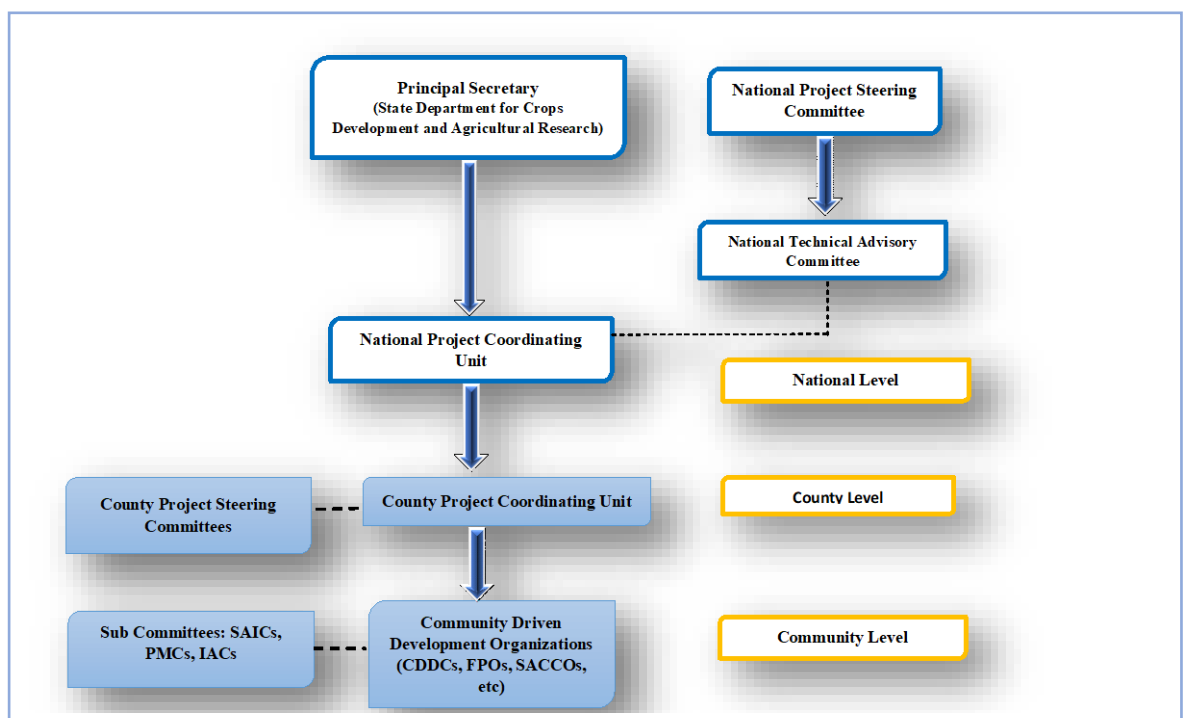 Principal Secretary
(State Department for Crops
Development and Agricultural Research)
National Project Steering
Committee
National Technical Advisory
Committee
National Project Coordinating
Unit
National Level
County Project Steering
Committees
County Project Coordinating Unit
County Level
Sub Committees: SAICs,
PMCs, IACs
Community Driven
Development Organizations
(CDDCs, FPOs, SACCOs,
etc)
Community Level